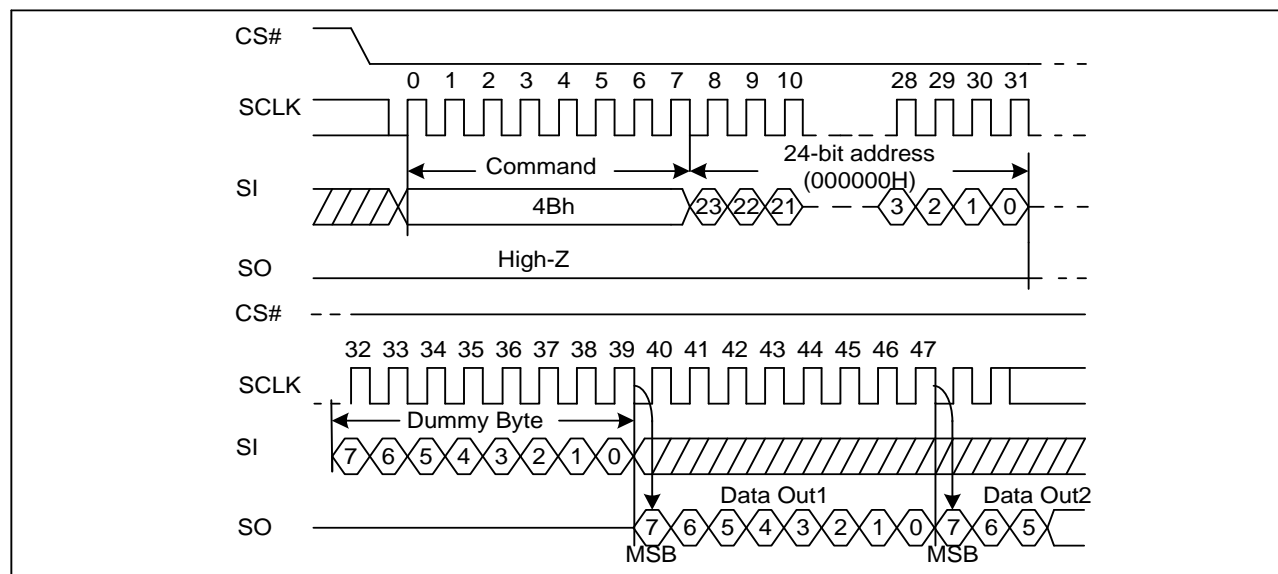 CS#
0 1 2 3 4 5 6 7 8 9 10 28 29 30 31
SCLK
Command
24-bit address
(000000H)
SI
4Bh
23 22 21 3 2 1 0
High-Z
SO
CS#
32 33 34 35 36 37 38 39 40 41 42 43 44 45 46 47
SCLK
Dummy Byte
SI
7 6 5 4 3 2 1 0
Data Out1 Data Out2
SO
7 6 5 4 3 2 1 0 7 6 5
MSB MSB